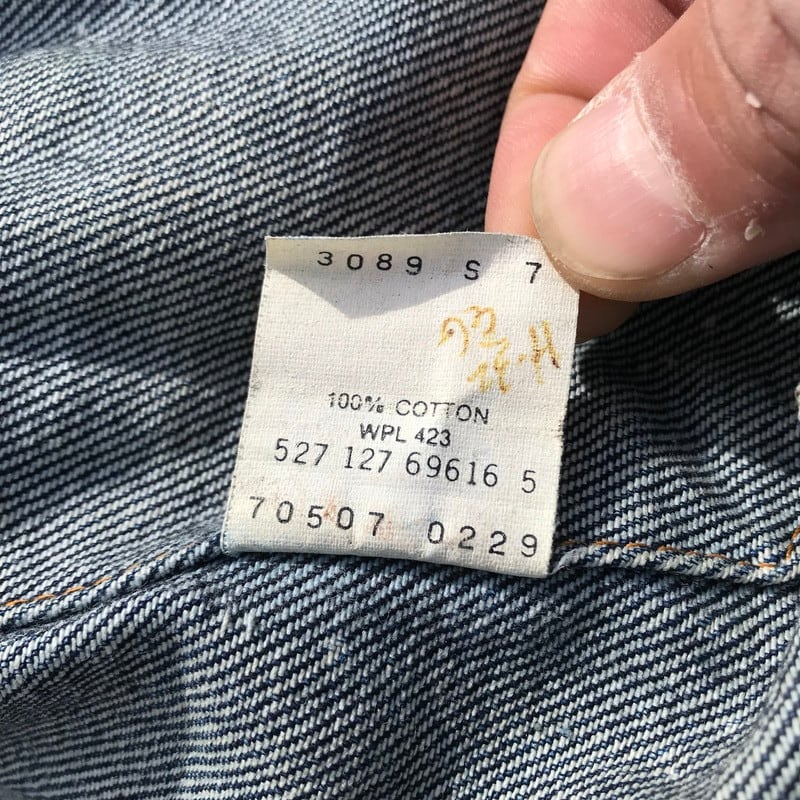 3089 S 7
100% COTTON
WPL 423
527 127 69616 5
70507 0229